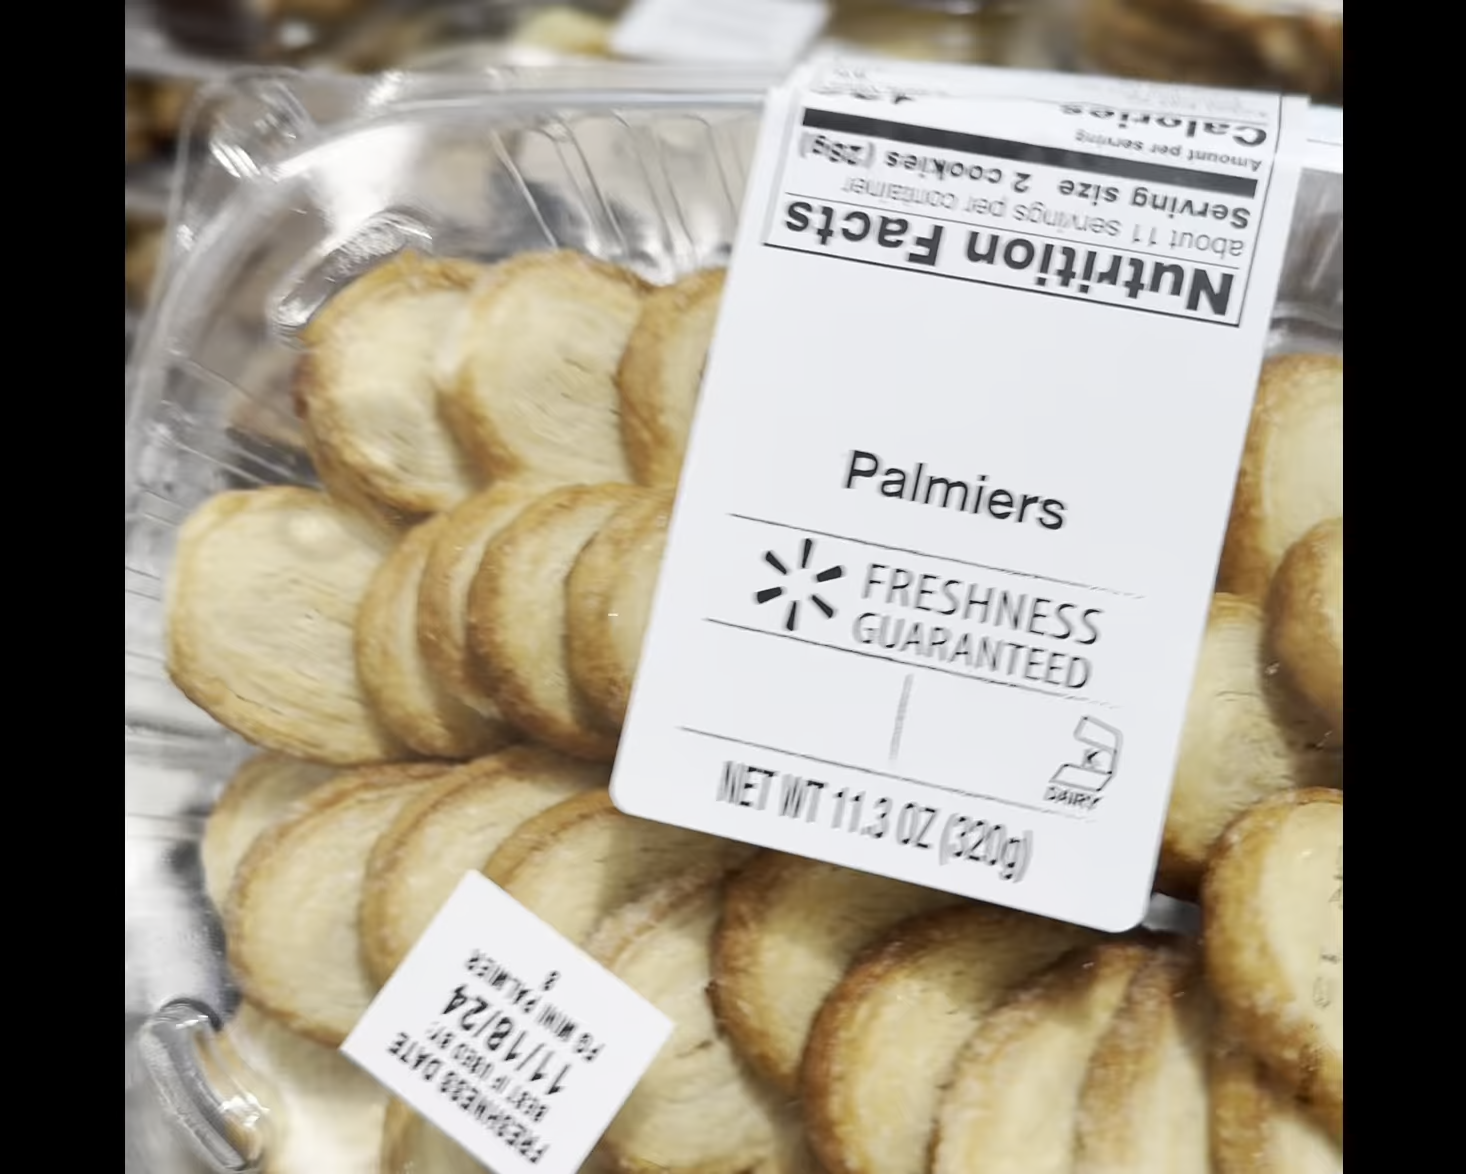 Nutrition Facts
about 11 servings per container
Serving size 2 cookies (28g)
Amount per serving
Calories
Palmiers
FRESHNESS
GUARANTEED
DAIRY
NET WT 11.3 OZ (320g)
FRESHNESS DATE
BEST IF USED BY:
11/18/24
FG MINI PALMIER
8